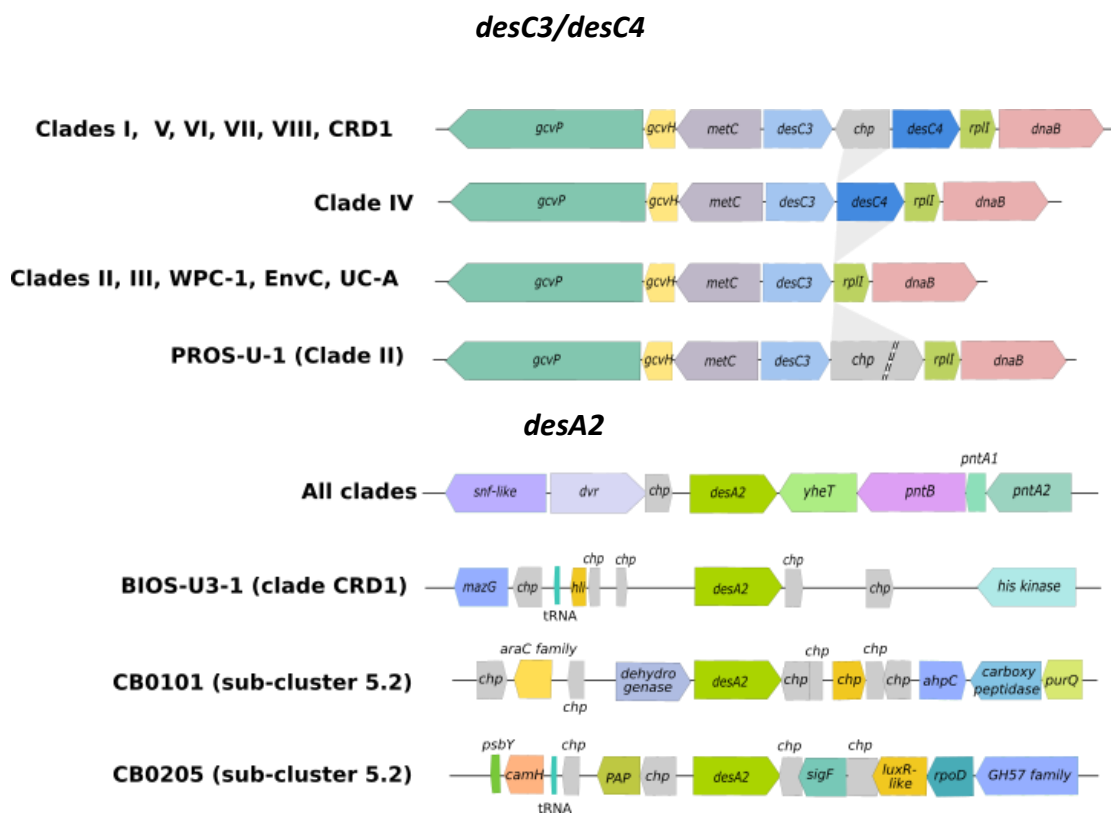 desC3/desC4
Clades I, V, VI, VII, VIII, CRD1
gcvP gcvH metC desC3 chp desC4 rplI dnaB
Clade IV
gcvP gcvH metC desC3 desC4 rplI dnaB
Clades II, III, WPC-1, EnvC, UC-A
gcvP gcvH metC desC3 rplI dnaB
PROS-U-1 (Clade II)
gcvP gcvH metC desC3 chp // rplI dnaB
desA2
pntA1
All clades
snf-like dvr chp desA2 yheT pntB pntA2
chp chp chp
BIOS-U3-1 (clade CRD1)
mazG chp hli desA2 chp his kinase
tRNA
araC family chp chp
CB0101 (sub-cluster 5.2)
chp dehydro desA2 chp chp chp ahpC carboxy purQ
genase peptidase
chp
psbY chp chp chp
CB0205 (sub-cluster 5.2)
camH PAP chp desA2 sigF luxR- rpoD GH57 family
like
tRNA